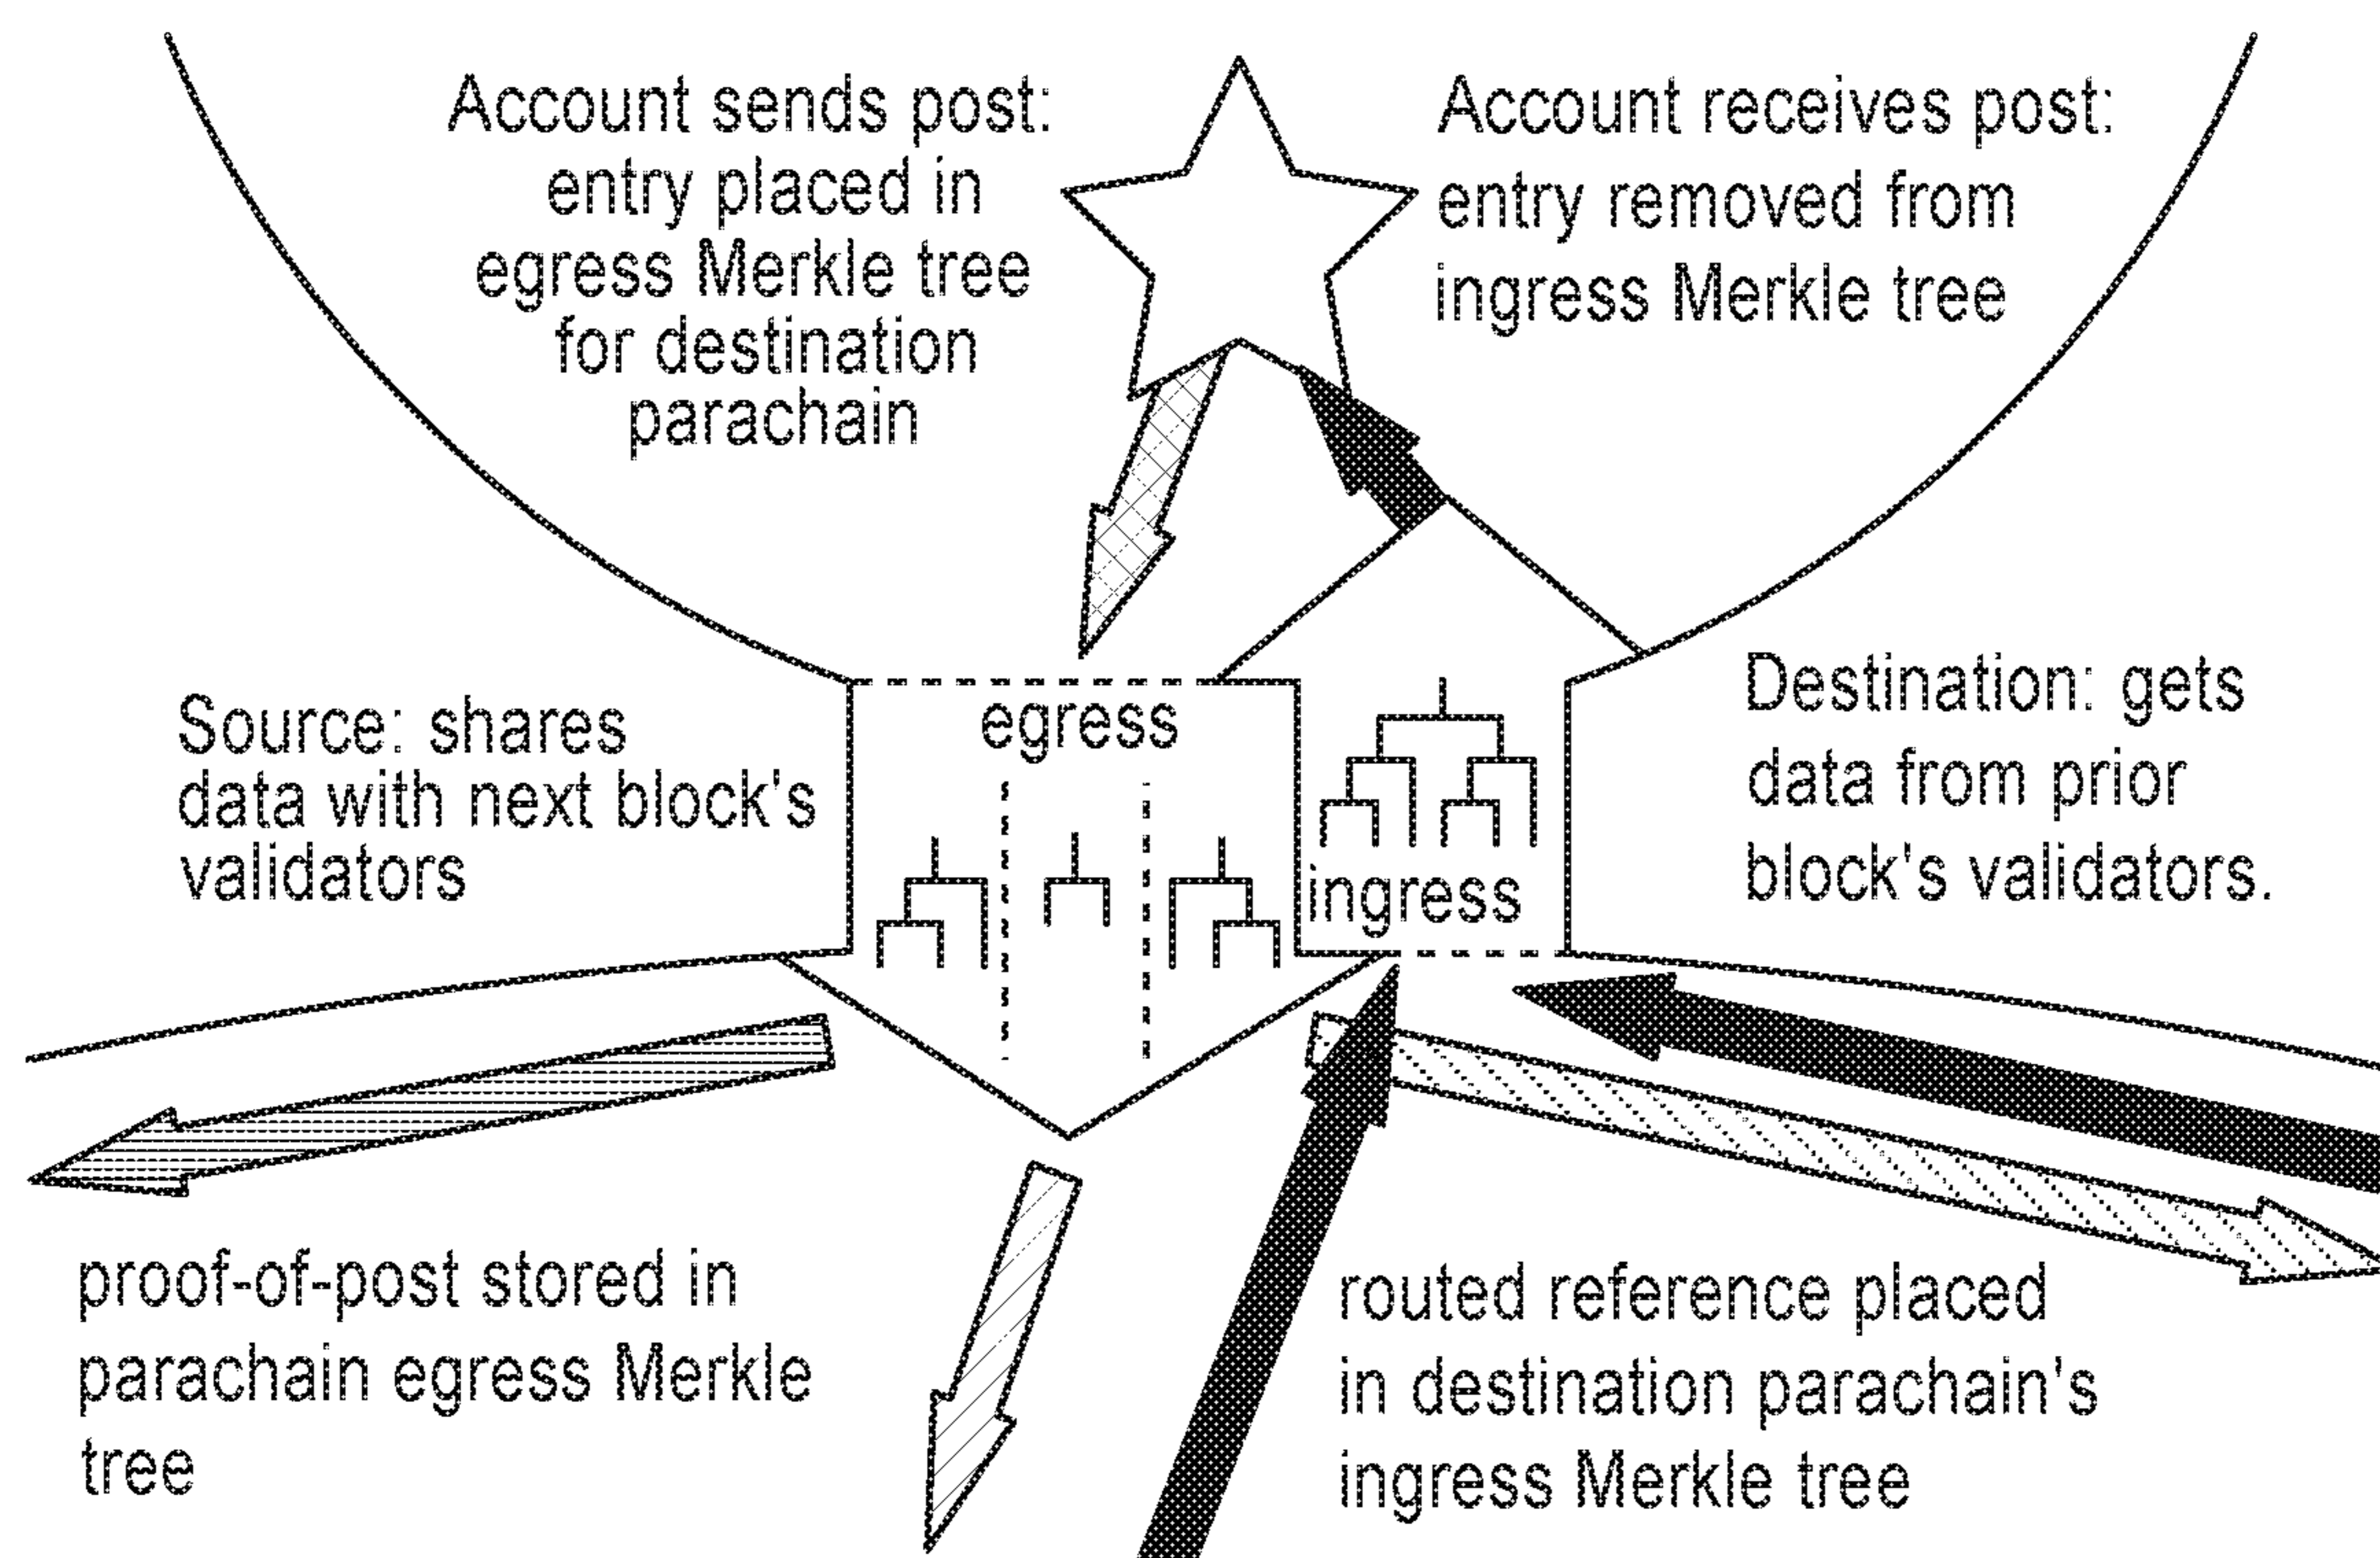 Account sends post:
entry placed in
egress Merkle tree
for destination
parachain
Account receives post:
entry removed from
ingress Merkle tree
Source: shares
data with next block's
validators
egress
ingress
Destination: gets
data from prior
block's validators.
proof-of-post stored in
parachain egress Merkle
tree
routed reference placed
in destination parachain's
ingress Merkle tree